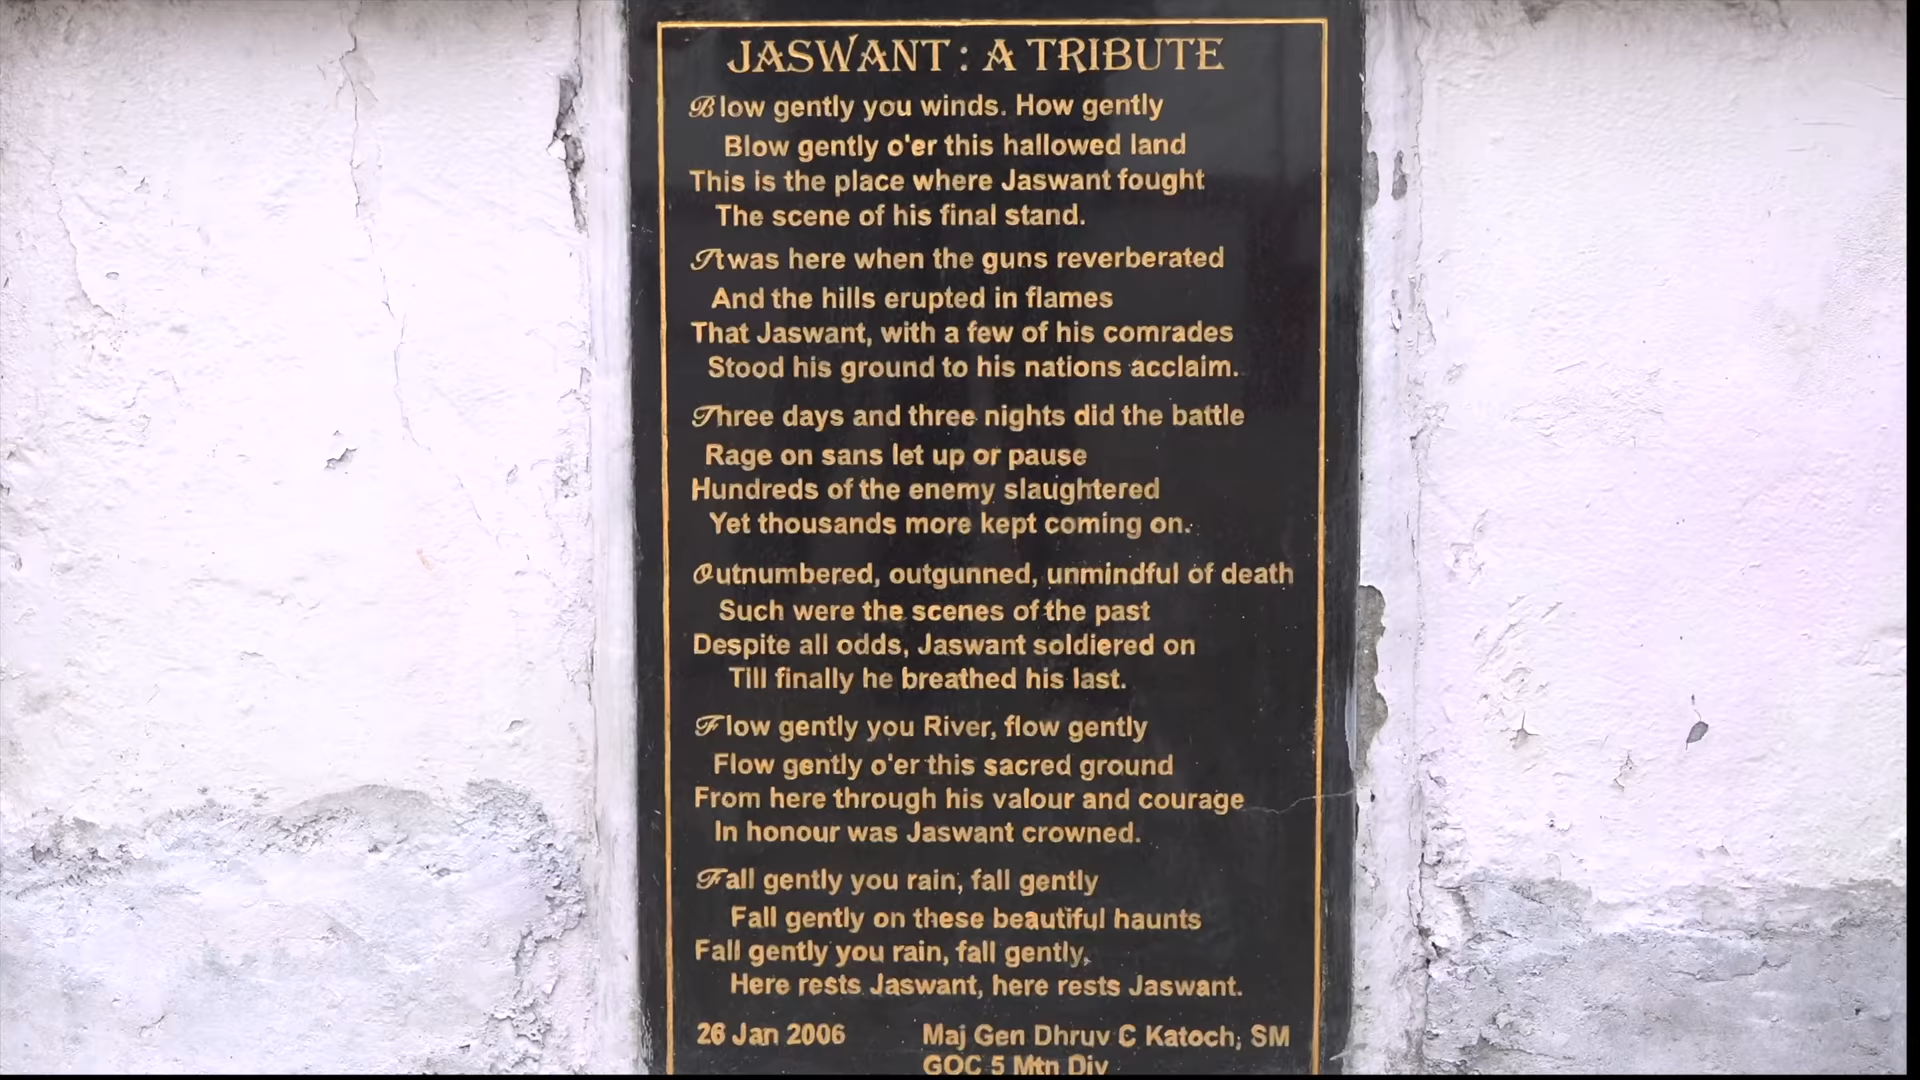 JASWANT : A TRIBUTE
Blow gently you winds. How gently
Blow gently o'er this hallowed land
This is the place where Jaswant fought
The scene of his final stand.
It was here when the guns reverberated
And the hills erupted in flames
That Jaswant, with a few of his comrades
Stood his ground to his nations acclaim.
Three days and three nights did the battle
Rage on sans let up or pause
Hundreds of the enemy slaughtered
Yet thousands more kept coming on.
Outnumbered, outgunned, unmindful of death
Such were the scenes of the past
Despite all odds, Jaswant soldiered on
Till finally he breathed his last.
Flow gently you River, flow gently
Flow gently o'er this sacred ground
From here through his valour and courage
In honour was Jaswant crowned.
Fall gently you rain, fall gently
Fall gently on these beautiful haunts
Fall gently you rain, fall gently,
Here rests Jaswant, here rests Jaswant.
26 Jan 2006 Maj Gen Dhruv C Katoch, SM
GOC 5 Mtn Div